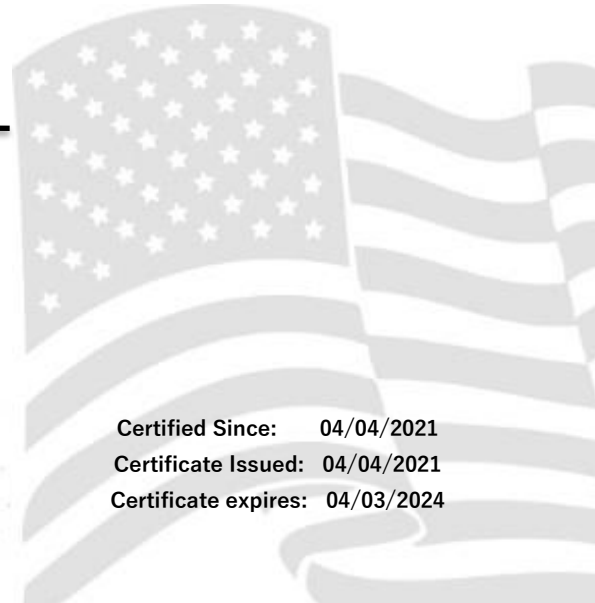 Certified Since: 04/04/2021
Certificate Issued: 04/04/2021
Certificate expires: 04/03/2024